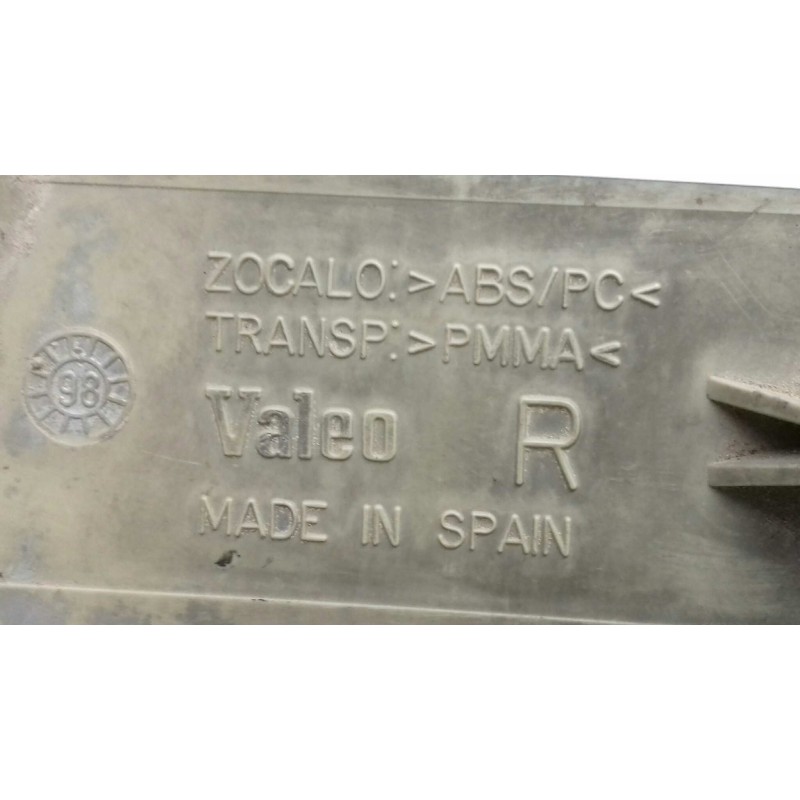 ZOCALO:>ABS/PC<
TRANSP:>PMMA<
98
Valeo R
MADE IN SPAIN